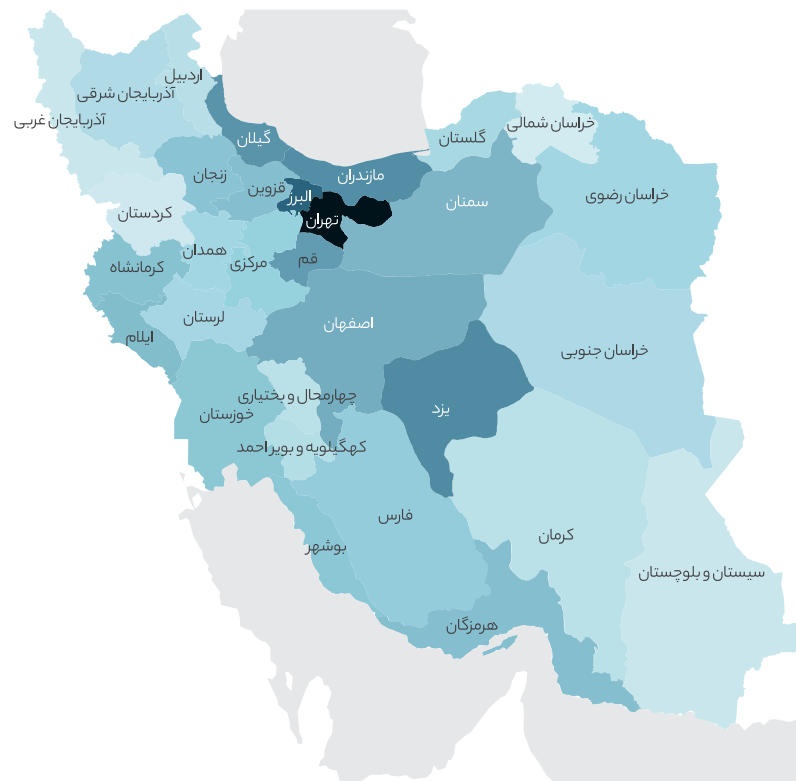 اردبیل
آذربایجان شرقی
آذربایجان غربی
گیلان
گلستان
خراسان شمالی
مازندران
زنجان
قزوین
البرز
خراسان رضوی
سمنان
کردستان
تهران
همدان
مرکزی
قم
کرمانشاه
لرستان
اصفهان
ایلام
خراسان جنوبی
چهارمحال و بختیاری
یزد
خوزستان
کهگیلویه و بویر احمد
فارس
کرمان
بوشهر
سیستان و بلوچستان
هرمزگان